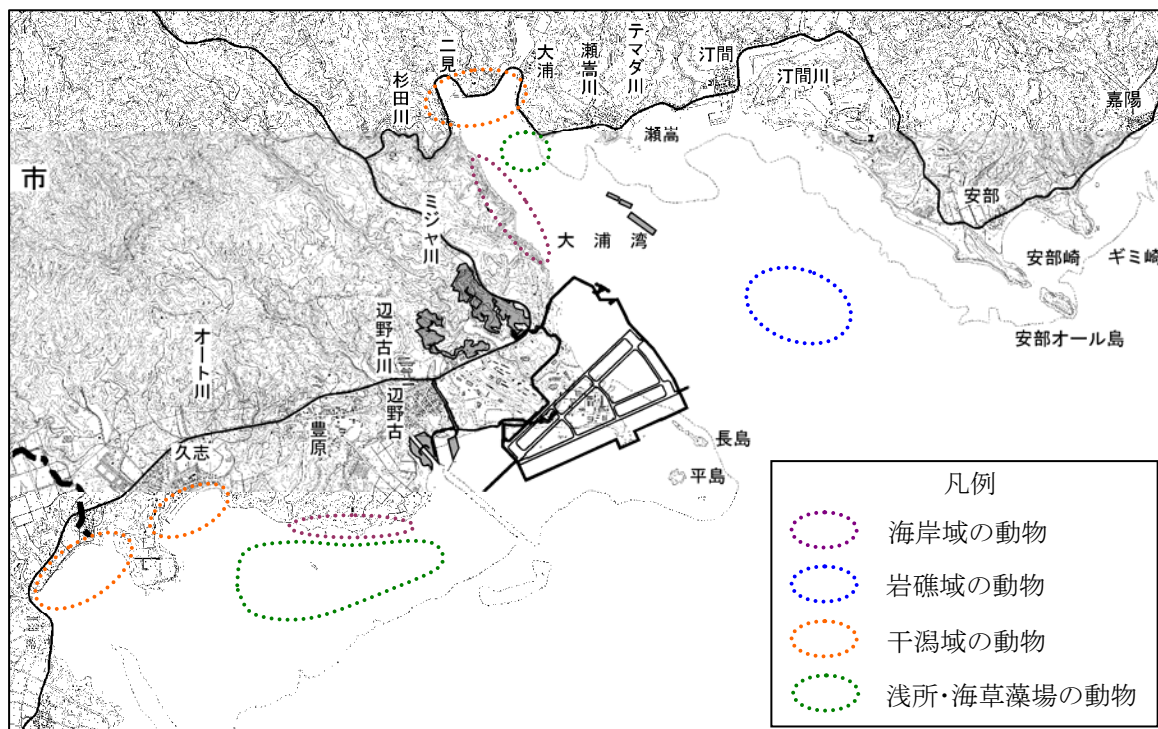 二見
大浦
瀬嵩川
テマダ川
汀間
汀間川
嘉陽
杉田川
瀬嵩
市
安部
ミジャ川
大浦湾
安部崎
ギミ崎
安部オール島
辺野古川
オート川
辺野古
豊原
久志
長島
平島
凡例
海岸域の動物
岩礁域の動物
干潟域の動物
浅所・海草藻場の動物